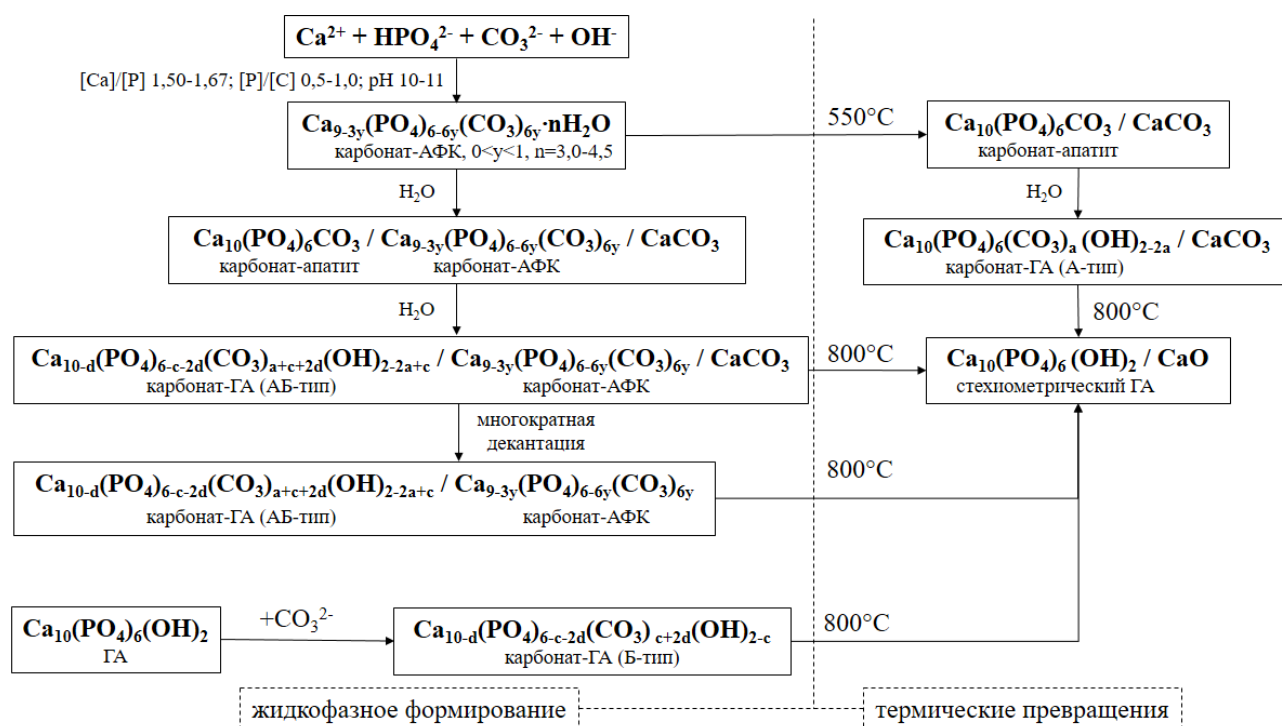 Ca²⁺ + HPO₄²⁻ + CO₃²⁻ + OH⁻
[Ca]/[P] 1,50-1,67; [P]/[C] 0,5-1,0; pH 10-11
Ca₉₋₃ᵧ(PO₄)₆₋₆ᵧ(CO₃)₆ᵧ·nH₂O
карбонат-АФК, 0<y<1, n=3,0-4,5
550°C
Ca₁₀(PO₄)₆CO₃ / CaCO₃
карбонат-апатит
H₂O
H₂O
Ca₁₀(PO₄)₆CO₃ / Ca₉₋₃ᵧ(PO₄)₆₋₆ᵧ(CO₃)₆ᵧ / CaCO₃
карбонат-апатит карбонат-АФК
Ca₁₀(PO₄)₆(CO₃)ₐ(OH)₂₋₂ₐ / CaCO₃
карбонат-ГА (А-тип)
H₂O
800°C
Ca₁₀₋d(PO₄)₆₋c₋₂d(CO₃)ₐ₊c₊₂d(OH)₂₋₂ₐ₊c / Ca₉₋₃ᵧ(PO₄)₆₋₆ᵧ(CO₃)₆ᵧ / CaCO₃
карбонат-ГА (АБ-тип) карбонат-АФК
800°C
Ca₁₀(PO₄)₆(OH)₂ / CaO
стехиометрический ГА
многократная
декантация
Ca₁₀₋d(PO₄)₆₋c₋₂d(CO₃)ₐ₊c₊₂d(OH)₂₋₂ₐ₊c / Ca₉₋₃ᵧ(PO₄)₆₋₆ᵧ(CO₃)₆ᵧ
карбонат-ГА (АБ-тип) карбонат-АФК
800°C
Ca₁₀(PO₄)₆(OH)₂
ГА
+CO₃²⁻
Ca₁₀₋d(PO₄)₆₋c₋₂d(CO₃)c₊₂d(OH)₂₋c
карбонат-ГА (Б-тип)
800°C
жидкофазное формирование
термические превращения